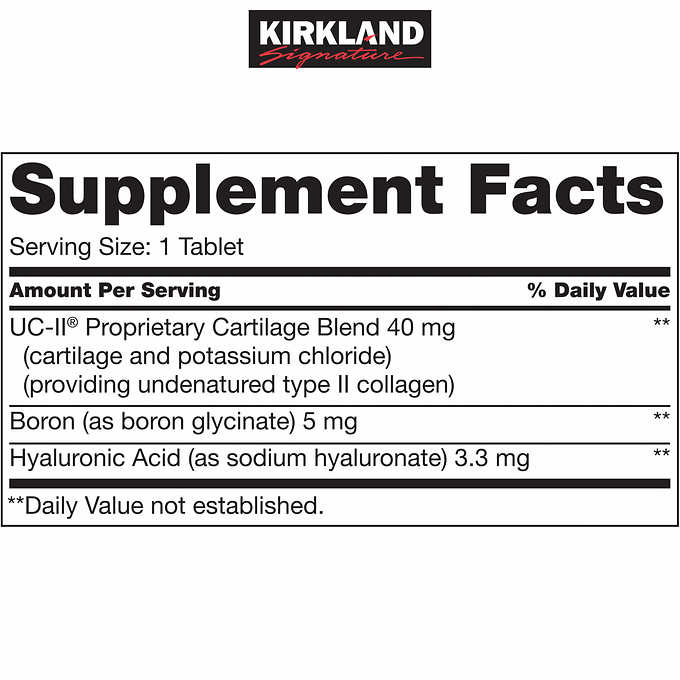 KIRKLAND
Signature
Supplement Facts
Serving Size: 1 Tablet
Amount Per Serving % Daily Value
UC-II® Proprietary Cartilage Blend 40 mg **
(cartilage and potassium chloride)
(providing undenatured type II collagen)
Boron (as boron glycinate) 5 mg **
Hyaluronic Acid (as sodium hyaluronate) 3.3 mg **
**Daily Value not established.